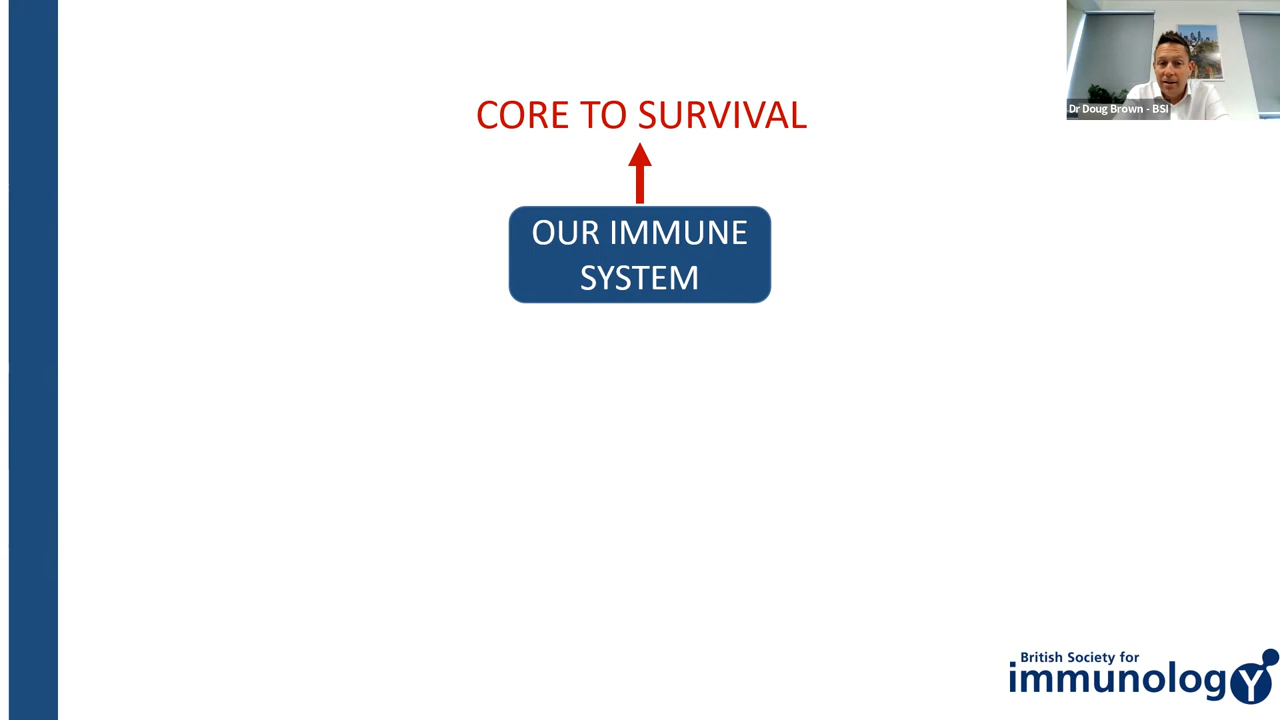 CORE TO SURVIVAL
Dr Doug Brown - BSI
OUR IMMUNE
SYSTEM
British Society for
immunology